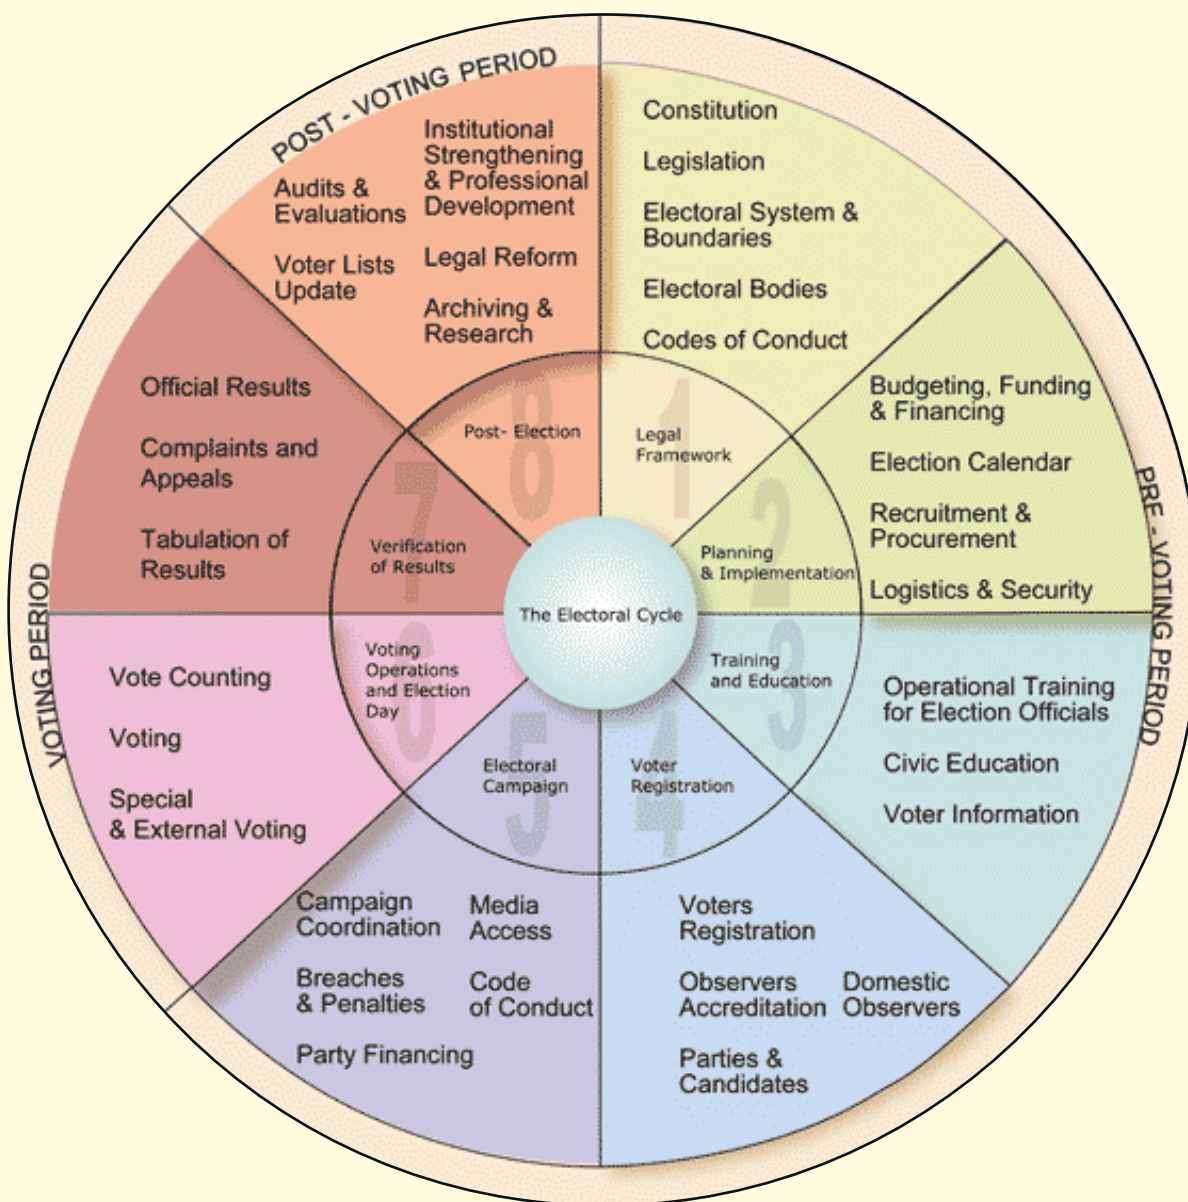 POST - VOTING PERIOD
PRE - VOTING PERIOD
VOTING PERIOD
The Electoral Cycle
1
Legal
Framework
Constitution
Legislation
Electoral System &
Boundaries
Electoral Bodies
Codes of Conduct
2
Planning
& Implementation
Budgeting, Funding
& Financing
Election Calendar
Recruitment &
Procurement
Logistics & Security
3
Training
and Education
Operational Training
for Election Officials
Civic Education
Voter Information
4
Voter
Registration
Voters
Registration
Observers
Accreditation
Domestic
Observers
Parties &
Candidates
5
Electoral
Campaign
Campaign
Coordination
Breaches
& Penalties
Party Financing
Media
Access
Code
of Conduct
6
Voting
Operations
and Election
Day
Vote Counting
Voting
Special
& External Voting
7
Verification
of Results
Official Results
Complaints and
Appeals
Tabulation of
Results
8
Post- Election
Audits &
Evaluations
Voter Lists
Update
Institutional
Strengthening
& Professional
Development
Legal Reform
Archiving &
Research